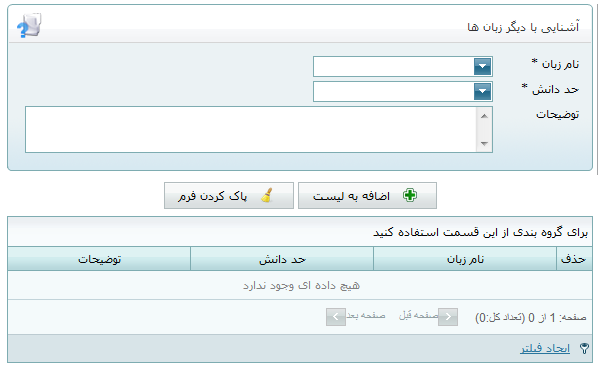 آشنایی با دیگر زبان ها
نام زبان *
حد دانش *
توضیحات
اضافه به لیست
پاک کردن فرم
برای گروه بندی از این قسمت استفاده کنید
حذف نام زبان حد دانش توضیحات
هیچ داده ای وجود ندارد
صفحه: 1 از 0 (تعداد کل:0) صفحه قبل صفحه بعد
ایجاد فیلتر